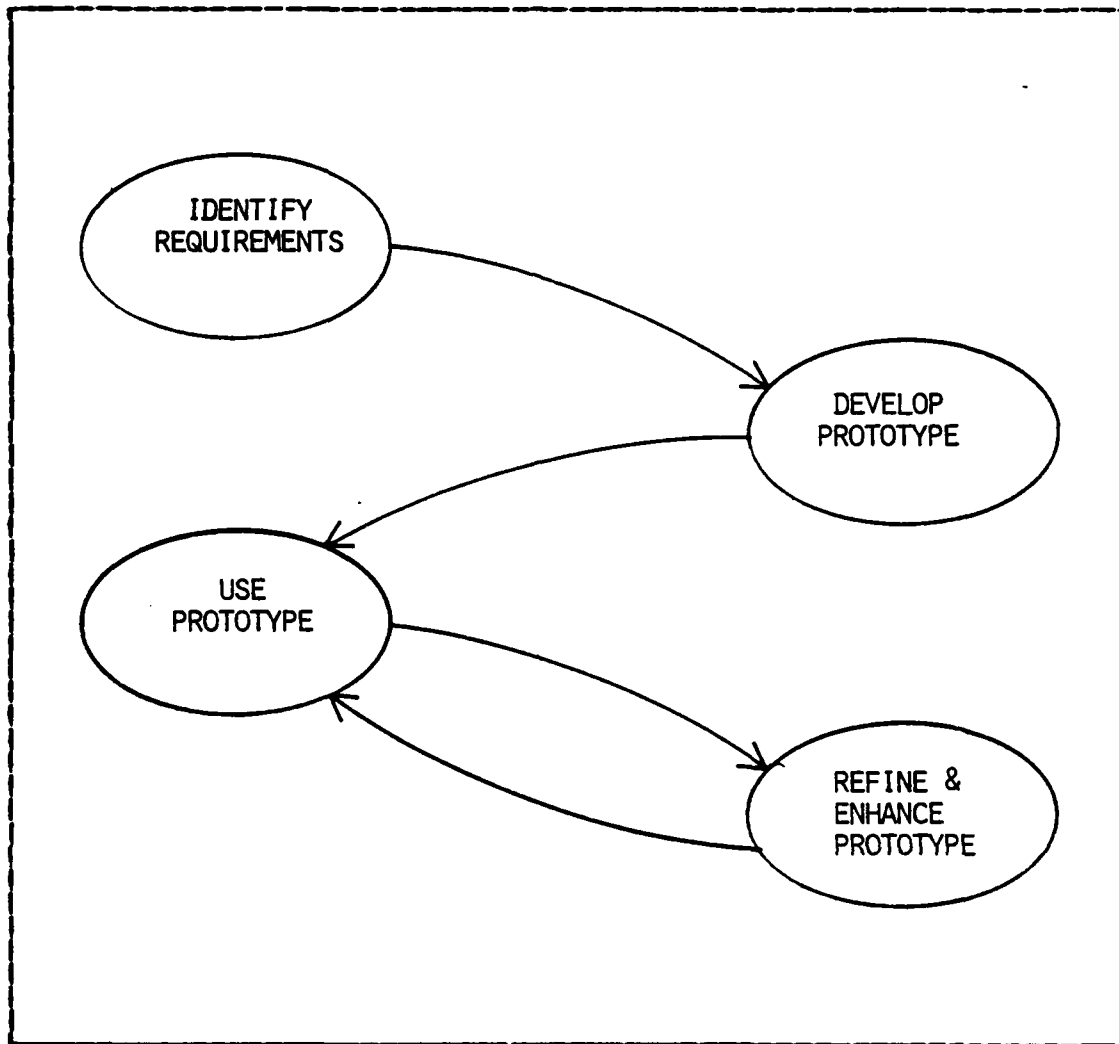 IDENTIFY
REQUIREMENTS
DEVELOP
PROTOTYPE
USE
PROTOTYPE
REFINE &
ENHANCE
PROTOTYPE